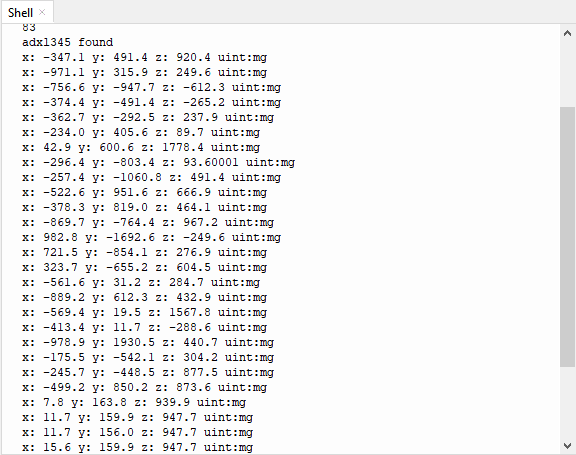 Shell ×
83
adxl345 found
x: -347.1 y: 491.4 z: 920.4 uint:mg
x: -971.1 y: 315.9 z: 249.6 uint:mg
x: -756.6 y: -947.7 z: -612.3 uint:mg
x: -374.4 y: -491.4 z: -265.2 uint:mg
x: -362.7 y: -292.5 z: 237.9 uint:mg
x: -234.0 y: 405.6 z: 89.7 uint:mg
x: 42.9 y: 600.6 z: 1778.4 uint:mg
x: -296.4 y: -803.4 z: 93.60001 uint:mg
x: -257.4 y: -1060.8 z: 491.4 uint:mg
x: -522.6 y: 951.6 z: 666.9 uint:mg
x: -378.3 y: 819.0 z: 464.1 uint:mg
x: -869.7 y: -764.4 z: 967.2 uint:mg
x: 982.8 y: -1692.6 z: -249.6 uint:mg
x: 721.5 y: -854.1 z: 276.9 uint:mg
x: 323.7 y: -655.2 z: 604.5 uint:mg
x: -561.6 y: 31.2 z: 284.7 uint:mg
x: -889.2 y: 612.3 z: 432.9 uint:mg
x: -569.4 y: 19.5 z: 1567.8 uint:mg
x: -413.4 y: 11.7 z: -288.6 uint:mg
x: -978.9 y: 1930.5 z: 440.7 uint:mg
x: -175.5 y: -542.1 z: 304.2 uint:mg
x: -245.7 y: -448.5 z: 877.5 uint:mg
x: -499.2 y: 850.2 z: 873.6 uint:mg
x: 7.8 y: 163.8 z: 939.9 uint:mg
x: 11.7 y: 159.9 z: 947.7 uint:mg
x: 11.7 y: 156.0 z: 947.7 uint:mg
x: 15.6 y: 159.9 z: 947.7 uint:mg